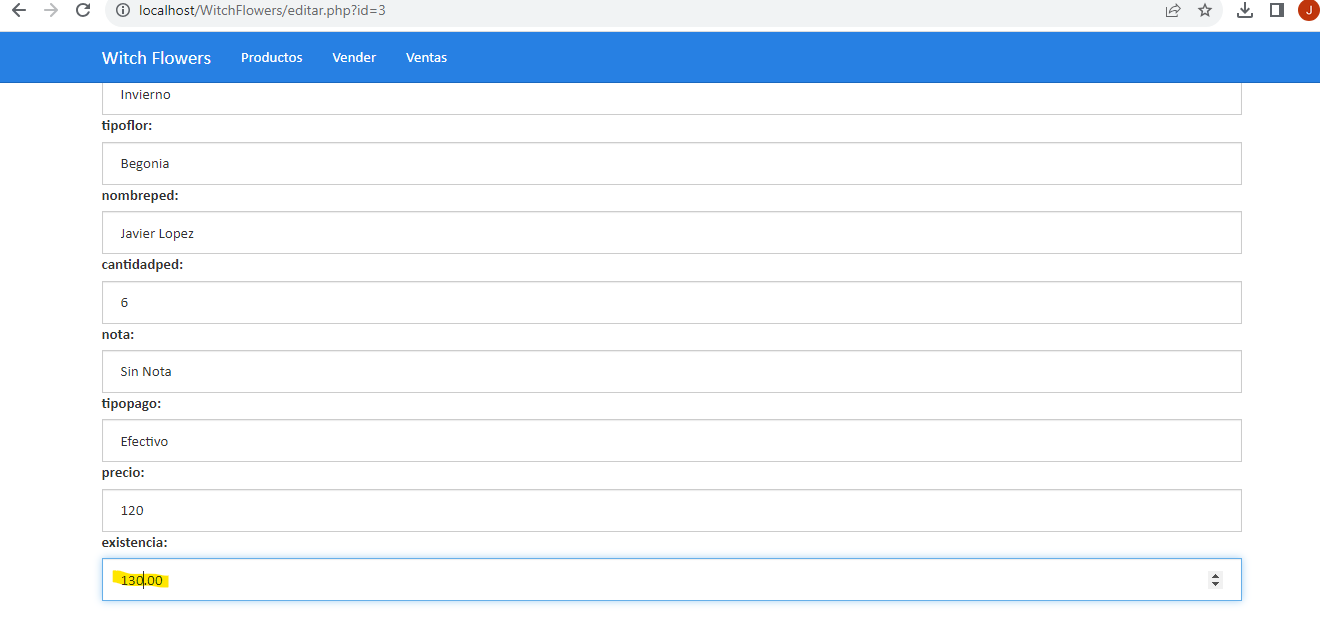 localhost/WitchFlowers/editar.php?id=3
J
Witch Flowers Productos Vender Ventas
Invierno
tipoflor:
Begonia
nombreped:
Javier Lopez
cantidadped:
6
nota:
Sin Nota
tipopago:
Efectivo
precio:
120
existencia:
130.00